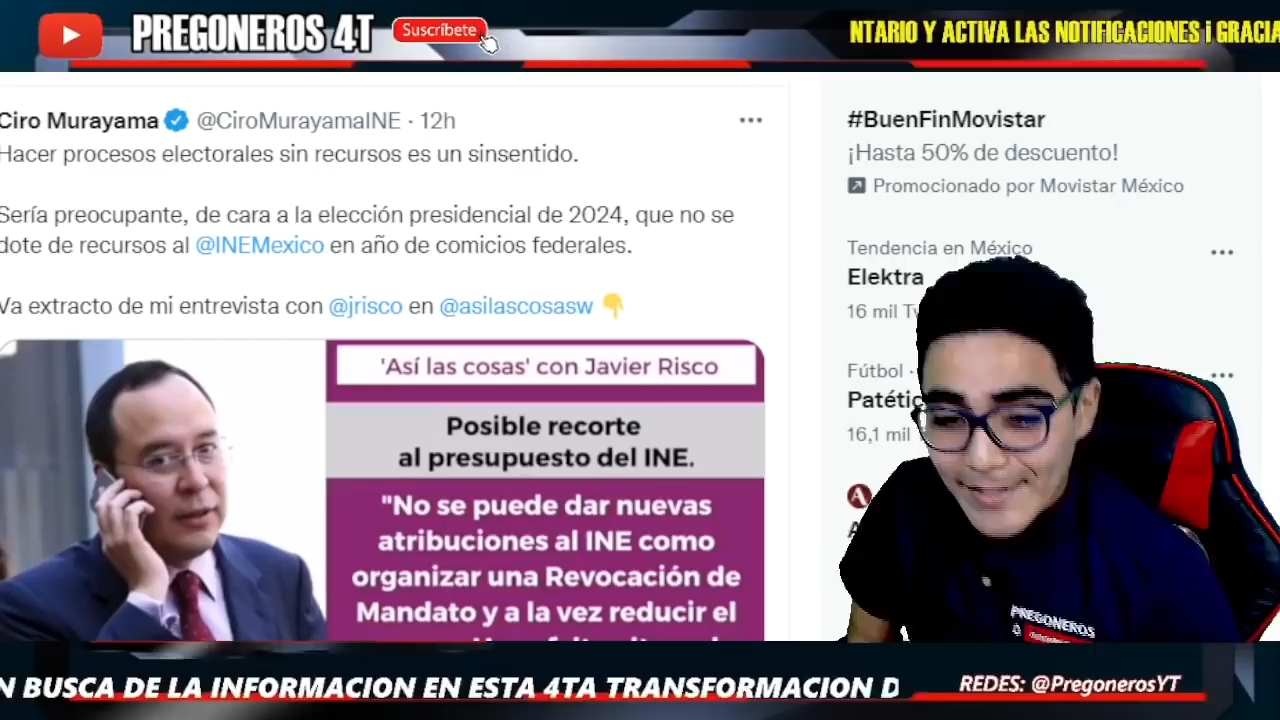 PREGONEROS 4T
Suscríbete
NTARIO Y ACTIVA LAS NOTIFICACIONES ¡ GRACIA
Ciro Murayama @CiroMurayamaINE · 12h
Hacer procesos electorales sin recursos es un sinsentido.
Sería preocupante, de cara a la elección presidencial de 2024, que no se
dote de recursos al @INEMexico en año de comicios federales.
Va extracto de mi entrevista con @jrisco en @asilascosasw 👇
'Así las cosas' con Javier Risco
Posible recorte
al presupuesto del INE.
"No se puede dar nuevas
atribuciones al INE como
organizar una Revocación de
Mandato y a la vez reducir el
#BuenFinMovistar
¡Hasta 50% de descuento!
Promocionado por Movistar México
Tendencia en México
Elektra
16 mil
Fútbol ·
16,1 mil
PREGONEROS
N BUSCA DE LA INFORMACION EN ESTA 4TA TRANSFORMACION D
REDES: @PregonerosYT